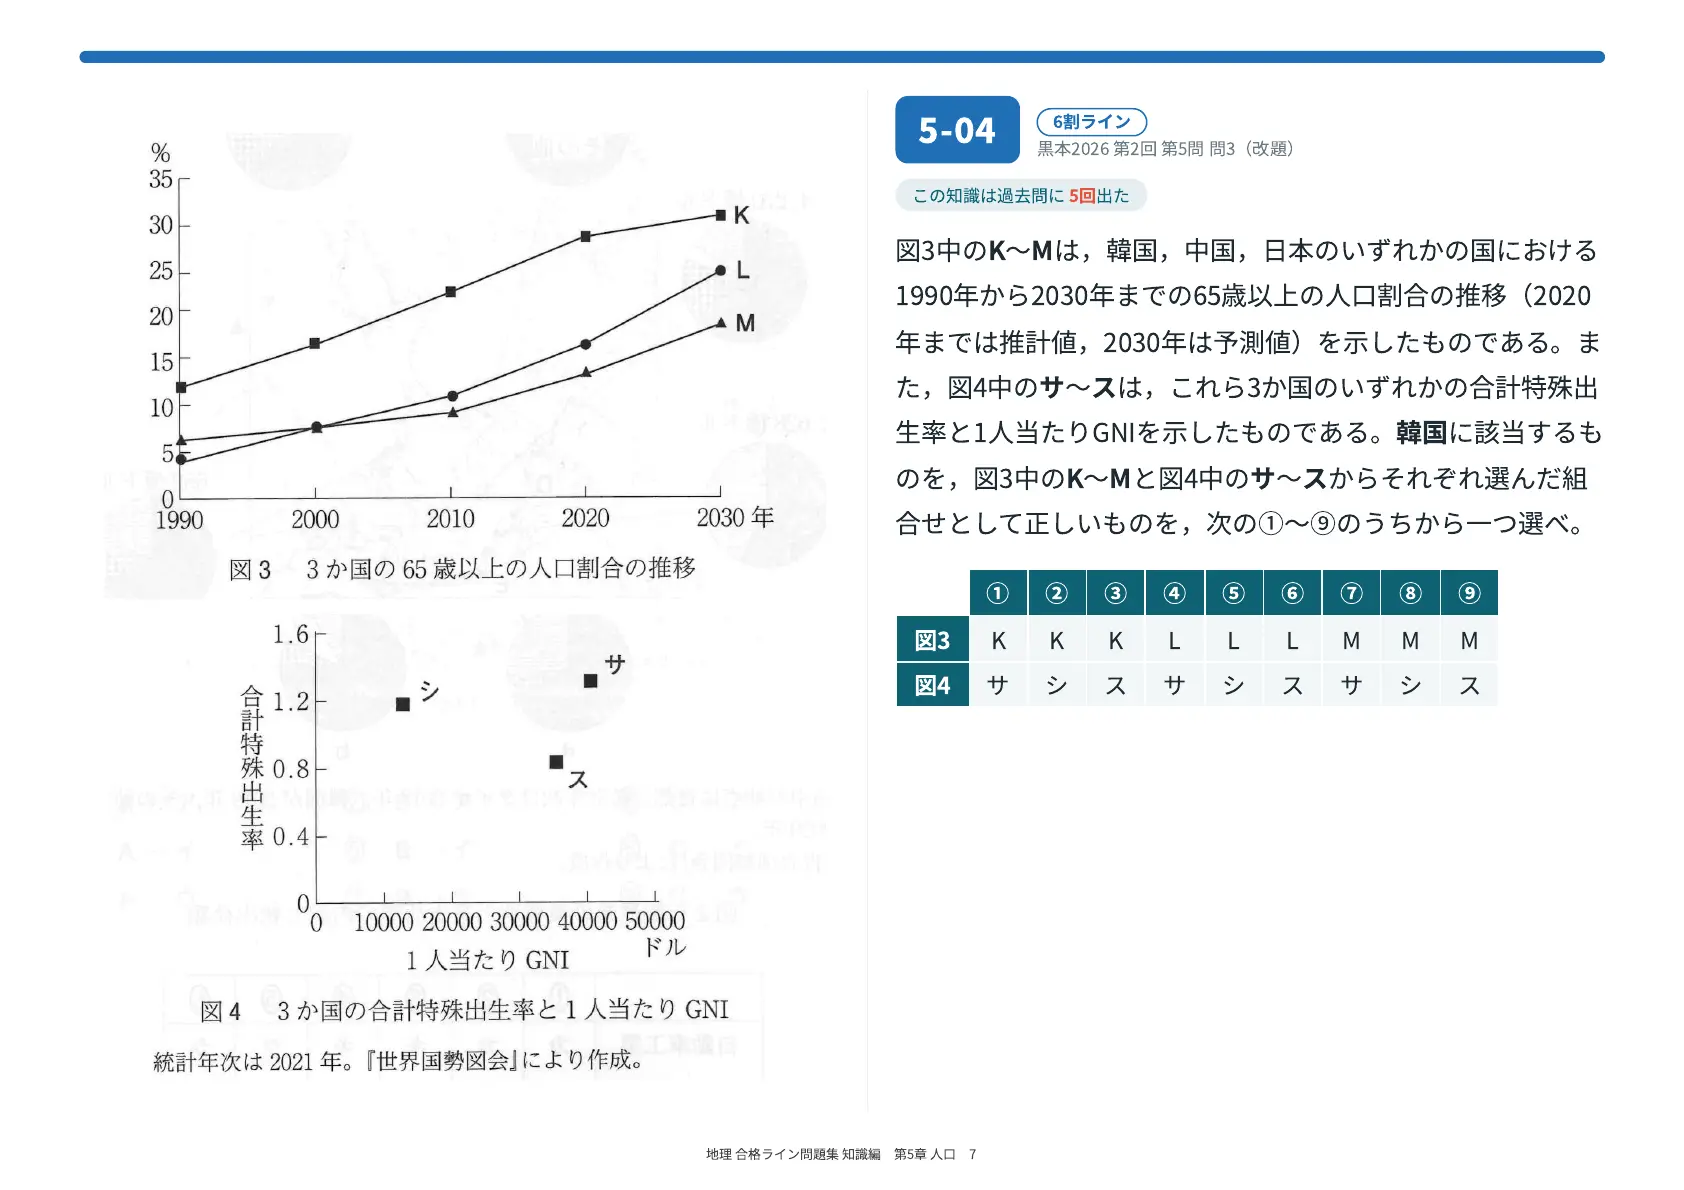 %
35
30
25
20
15
10
5
0
K
L
M
1990 2000 2010 2020 2030 年
図3 3か国の65歳以上の人口割合の推移
1.6
1.2
0.8
0.4
0
合計特殊出生率
サ
シ
ス
0 10000 20000 30000 40000 50000
ドル
1人当たりGNI
図4 3か国の合計特殊出生率と1人当たりGNI
統計年次は2021年。『世界国勢図会』により作成。
5-04
6割ライン
黒本2026 第2回 第5問 問3（改題）
この知識は過去問に 5回出た
図3中のK～Mは，韓国，中国，日本のいずれかの国における
1990年から2030年までの65歳以上の人口割合の推移（2020
年までは推計値，2030年は予測値）を示したものである。ま
た，図4中のサ～スは，これら3か国のいずれかの合計特殊出
生率と1人当たりGNIを示したものである。韓国に該当するも
のを，図3中のK～Mと図4中のサ～スからそれぞれ選んだ組
合せとして正しいものを，次の①～⑨のうちから一つ選べ。
① ② ③ ④ ⑤ ⑥ ⑦ ⑧ ⑨
図3 K K K L L L M M M
図4 サ シ ス サ シ ス サ シ ス
地理 合格ライン問題集 知識編 第5章 人口 7